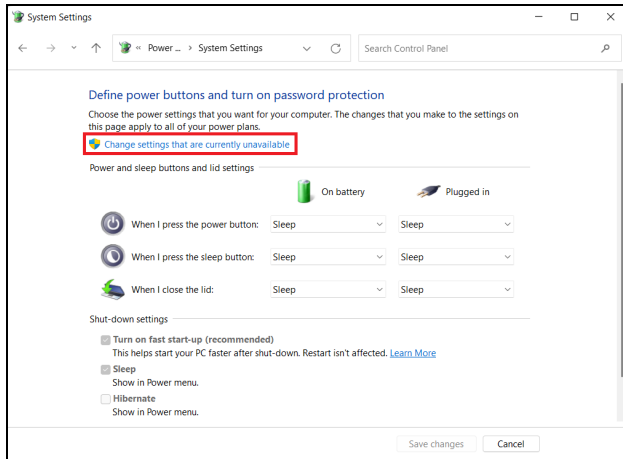 System Settings
« Power ... › System Settings
Search Control Panel
Define power buttons and turn on password protection
Choose the power settings that you want for your computer. The changes that you make to the settings on
this page apply to all of your power plans.
Change settings that are currently unavailable
Power and sleep buttons and lid settings
On battery Plugged in
When I press the power button: Sleep Sleep
When I press the sleep button: Sleep Sleep
When I close the lid: Sleep Sleep
Shut-down settings
Turn on fast start-up (recommended)
This helps start your PC faster after shut-down. Restart isn't affected. Learn More
Sleep
Show in Power menu.
Hibernate
Show in Power menu.
Save changes Cancel